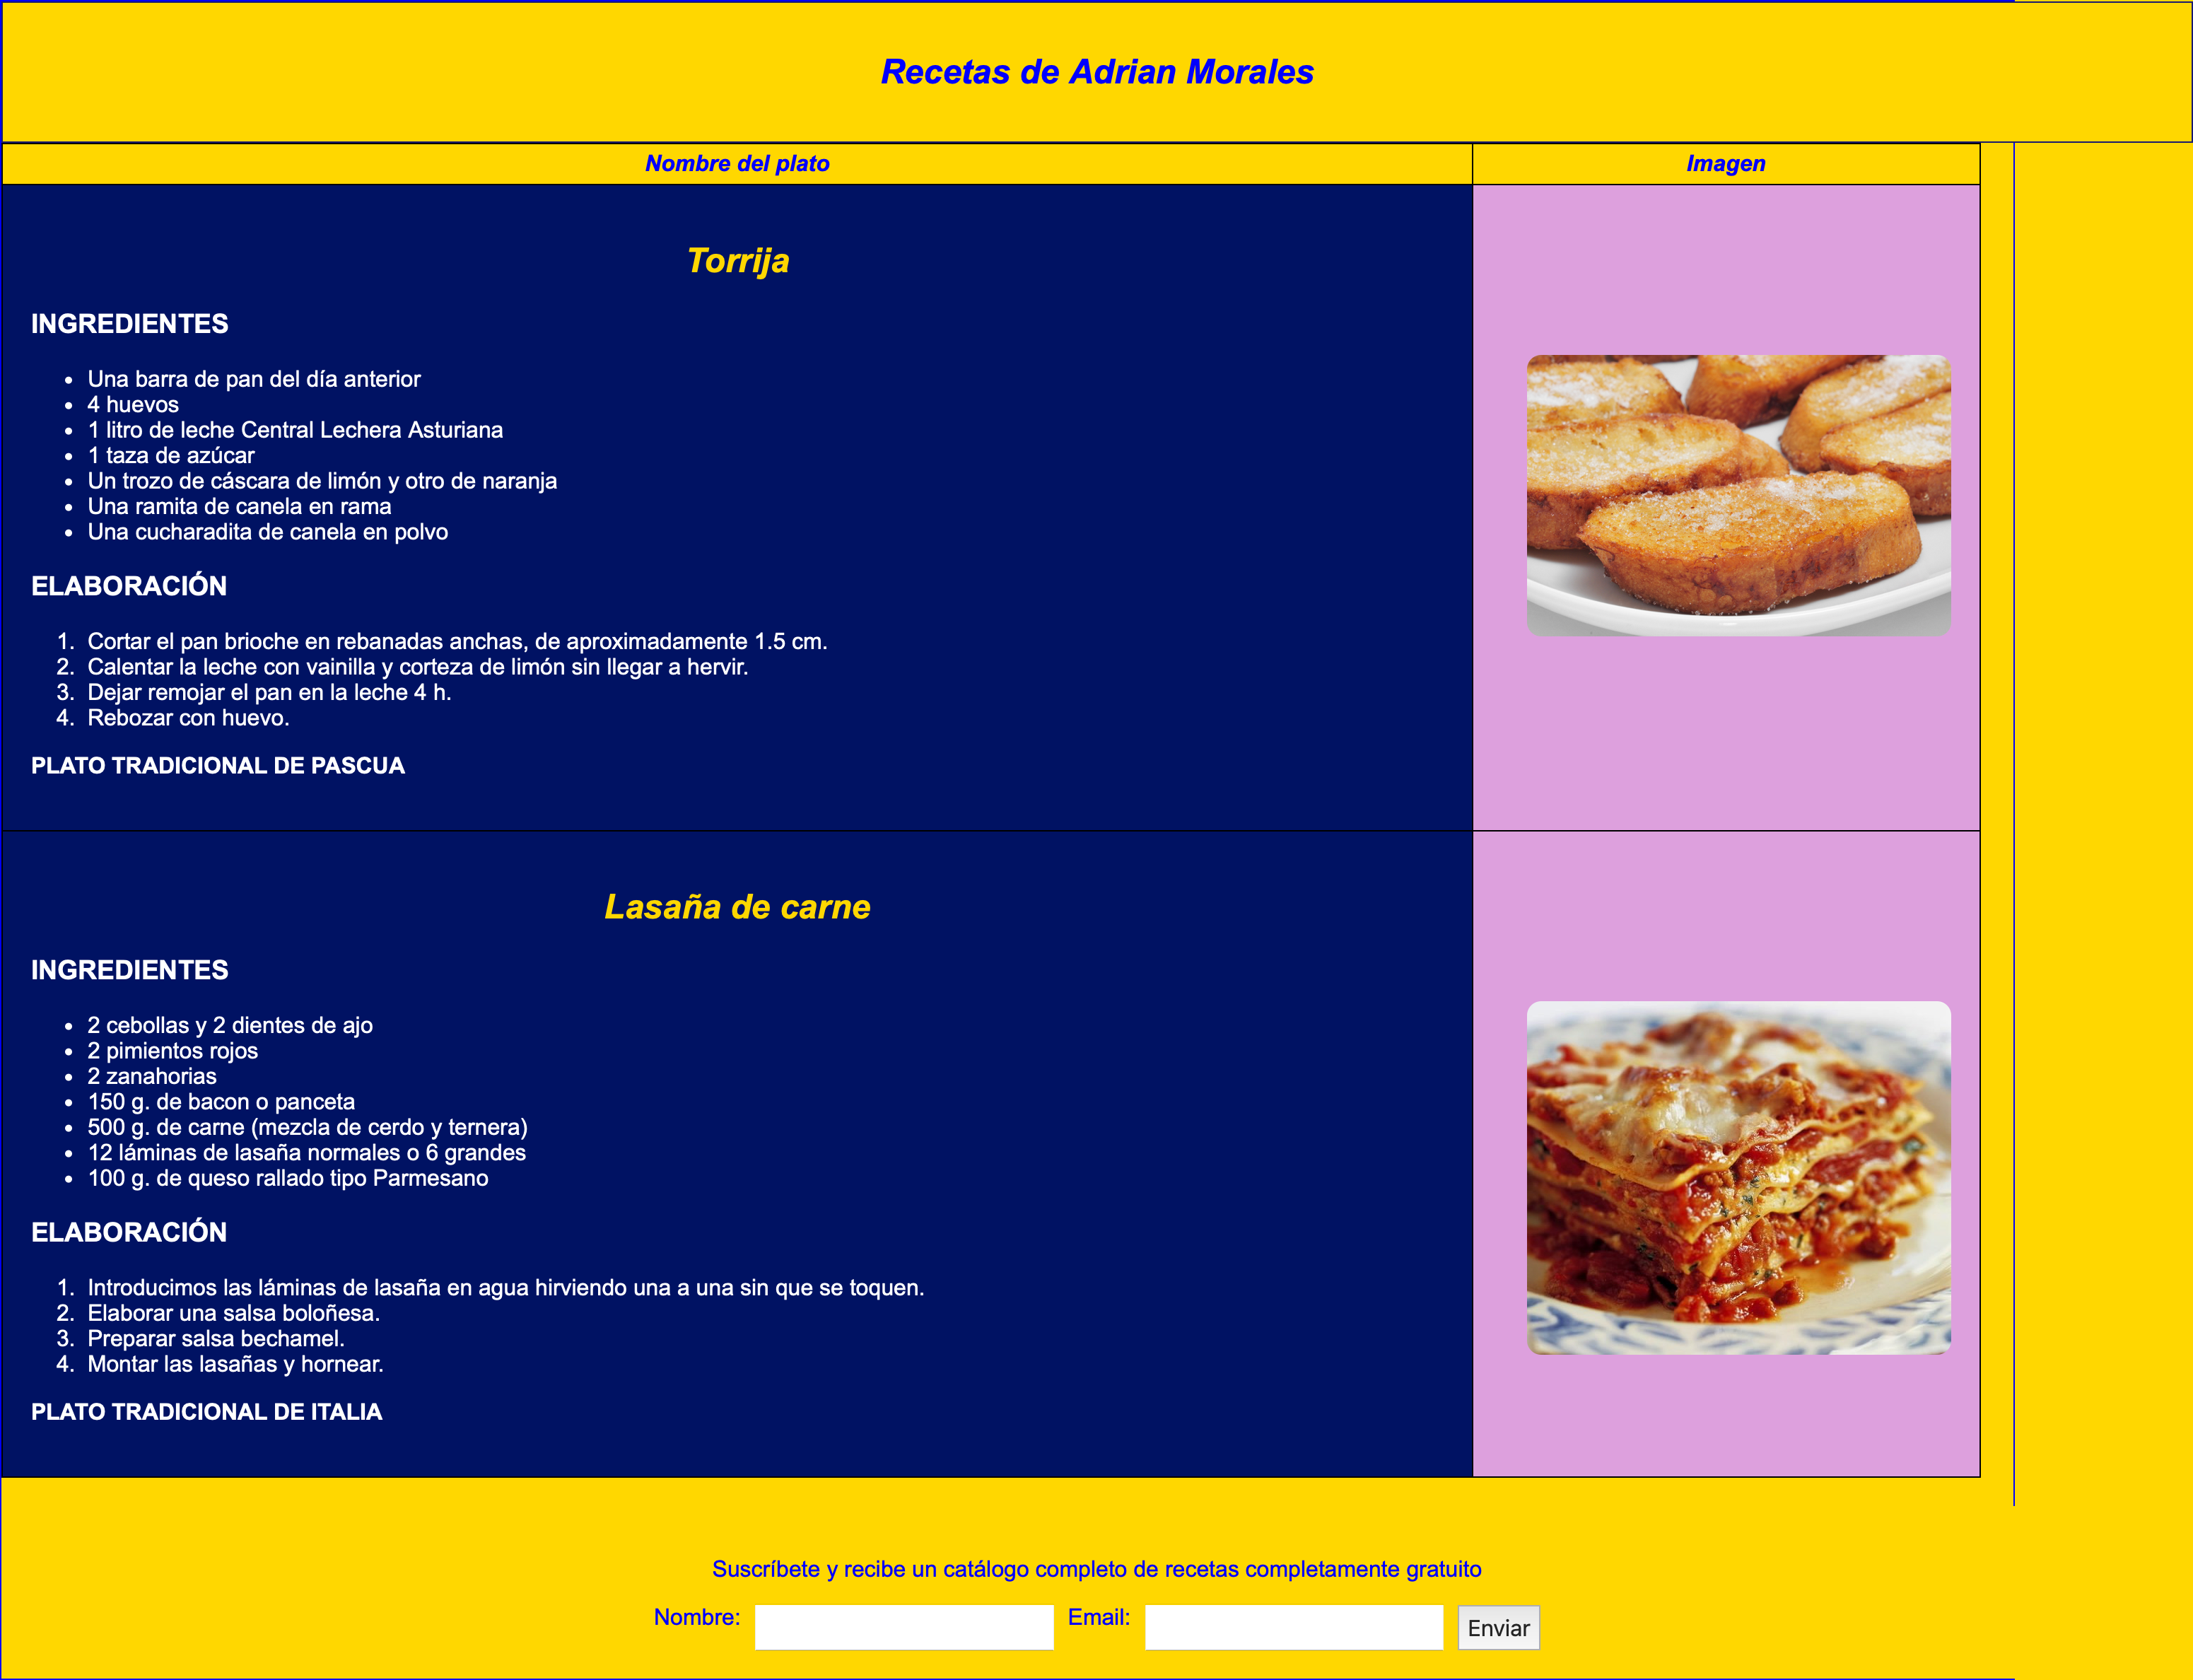 Recetas de Adrian Morales
Nombre del plato
Imagen
Torrija
INGREDIENTES
• Una barra de pan del día anterior
• 4 huevos
• 1 litro de leche Central Lechera Asturiana
• 1 taza de azúcar
• Un trozo de cáscara de limón y otro de naranja
• Una ramita de canela en rama
• Una cucharadita de canela en polvo
ELABORACIÓN
1. Cortar el pan brioche en rebanadas anchas, de aproximadamente 1.5 cm.
2. Calentar la leche con vainilla y corteza de limón sin llegar a hervir.
3. Dejar remojar el pan en la leche 4 h.
4. Rebozar con huevo.
PLATO TRADICIONAL DE PASCUA
Lasaña de carne
INGREDIENTES
• 2 cebollas y 2 dientes de ajo
• 2 pimientos rojos
• 2 zanahorias
• 150 g. de bacon o panceta
• 500 g. de carne (mezcla de cerdo y ternera)
• 12 láminas de lasaña normales o 6 grandes
• 100 g. de queso rallado tipo Parmesano
ELABORACIÓN
1. Introducimos las láminas de lasaña en agua hirviendo una a una sin que se toquen.
2. Elaborar una salsa boloñesa.
3. Preparar salsa bechamel.
4. Montar las lasañas y hornear.
PLATO TRADICIONAL DE ITALIA
Suscríbete y recibe un catálogo completo de recetas completamente gratuito
Nombre: Email: Enviar